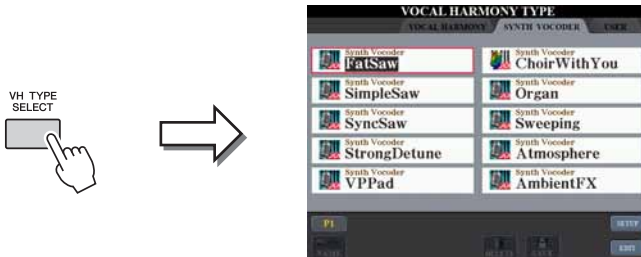 VH TYPE
SELECT
VOCAL HARMONY TYPE
VOCAL HARMONY SYNTH VOCODER USER
Synth Vocoder
FatSaw
Synth Vocoder
ChoirWithYou
Synth Vocoder
SimpleSaw
Synth Vocoder
Organ
Synth Vocoder
SyncSaw
Synth Vocoder
Sweeping
Synth Vocoder
StrongDetune
Synth Vocoder
Atmosphere
Synth Vocoder
VPPad
Synth Vocoder
AmbientFX
P1
SETUP
EDIT